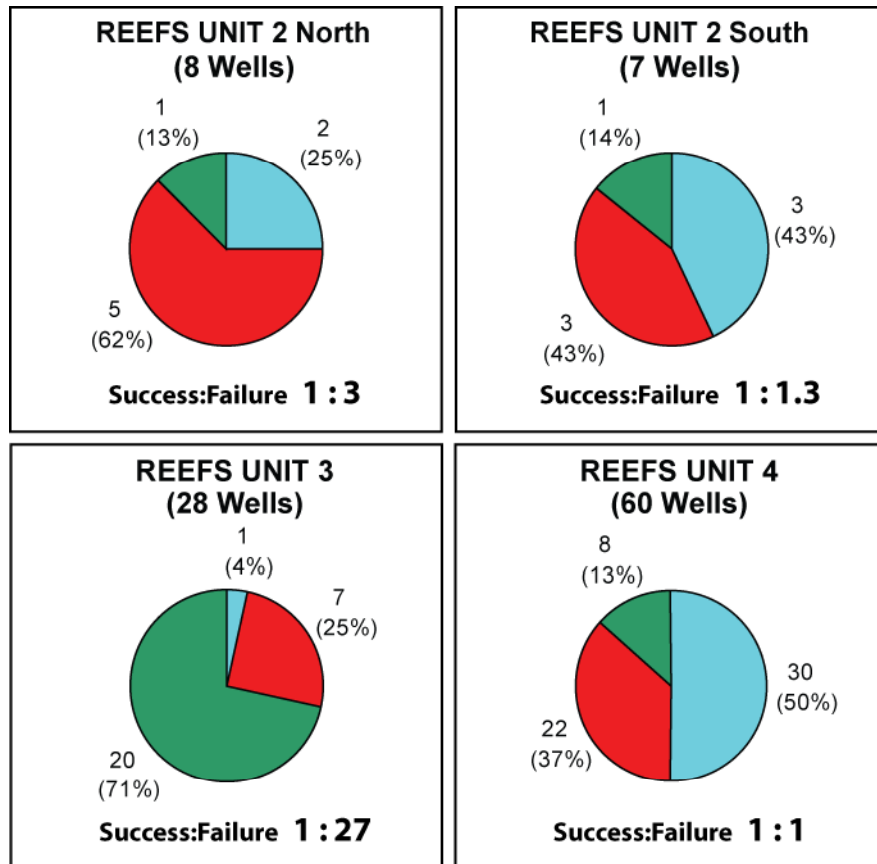 REEFS UNIT 2 North
(8 Wells)
1
(13%)
2
(25%)
5
(62%)
Success:Failure 1 : 3
REEFS UNIT 2 South
(7 Wells)
1
(14%)
3
(43%)
3
(43%)
Success:Failure 1 : 1.3
REEFS UNIT 3
(28 Wells)
1
(4%)
7
(25%)
20
(71%)
Success:Failure 1 : 27
REEFS UNIT 4
(60 Wells)
8
(13%)
30
(50%)
22
(37%)
Success:Failure 1 : 1